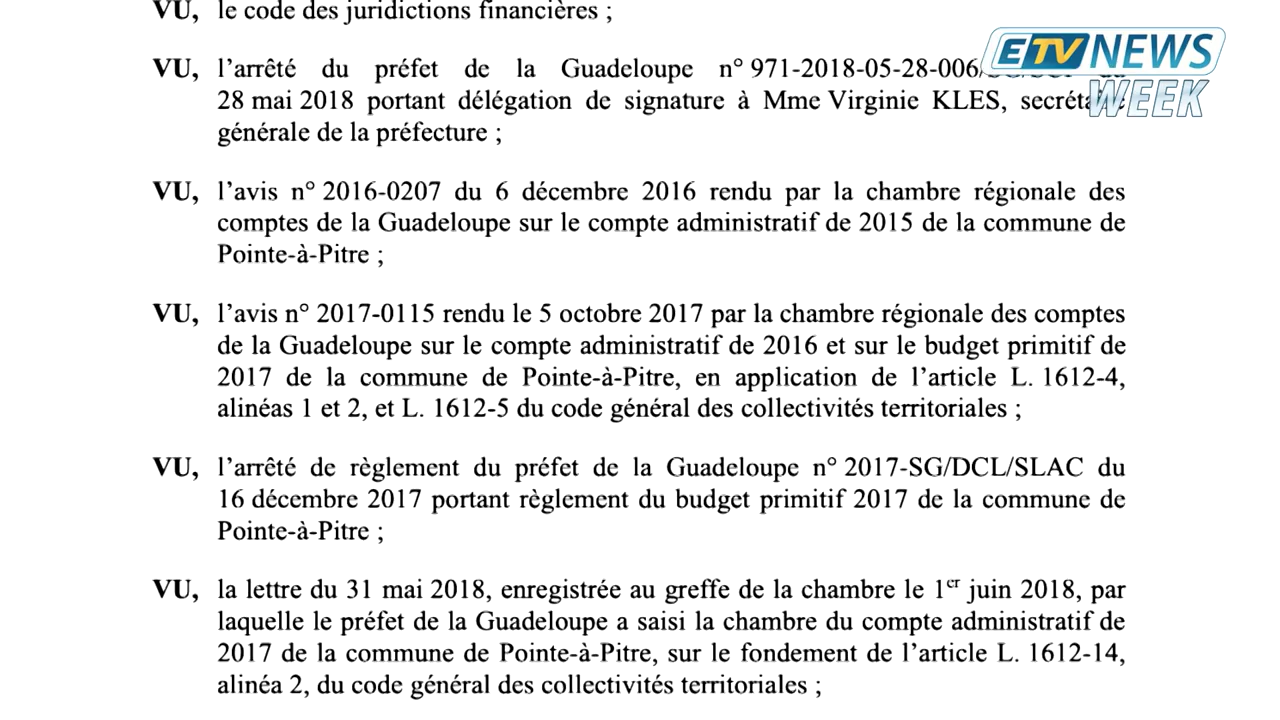 VU, le code des juridictions financières ;
ETV NEWS
WEEK
VU, l’arrêté du préfet de la Guadeloupe n° 971-2018-05-28-006/
28 mai 2018 portant délégation de signature à Mme Virginie KLES, secrétaire
générale de la préfecture ;
VU, l’avis n° 2016-0207 du 6 décembre 2016 rendu par la chambre régionale des
comptes de la Guadeloupe sur le compte administratif de 2015 de la commune de
Pointe-à-Pitre ;
VU, l’avis n° 2017-0115 rendu le 5 octobre 2017 par la chambre régionale des comptes
de la Guadeloupe sur le compte administratif de 2016 et sur le budget primitif de
2017 de la commune de Pointe-à-Pitre, en application de l’article L. 1612-4,
alinéas 1 et 2, et L. 1612-5 du code général des collectivités territoriales ;
VU, l’arrêté de règlement du préfet de la Guadeloupe n° 2017-SG/DCL/SLAC du
16 décembre 2017 portant règlement du budget primitif 2017 de la commune de
Pointe-à-Pitre ;
VU, la lettre du 31 mai 2018, enregistrée au greffe de la chambre le 1er juin 2018, par
laquelle le préfet de la Guadeloupe a saisi la chambre du compte administratif de
2017 de la commune de Pointe-à-Pitre, sur le fondement de l’article L. 1612-14,
alinéa 2, du code général des collectivités territoriales ;